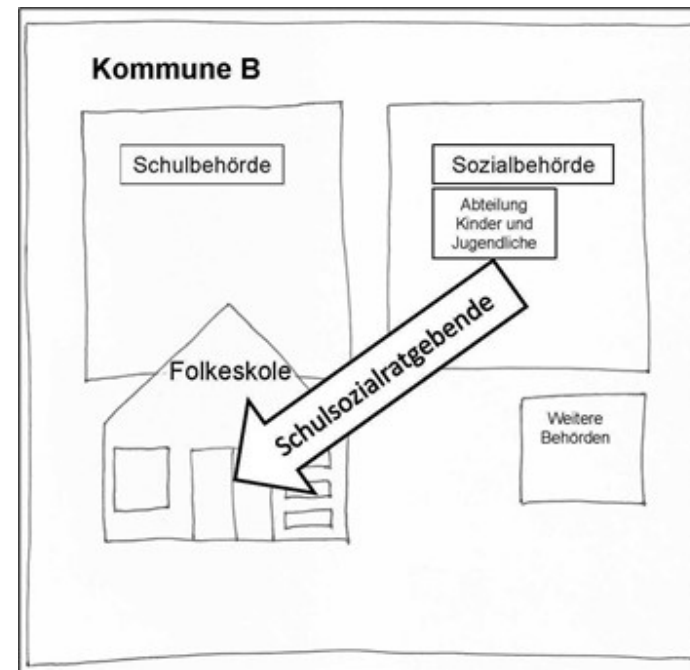 Kommune B
Schulbehörde
Sozialbehörde
Abteilung
Kinder und
Jugendliche
Schulsozialratgebende
Folkeskole
Weitere
Behörden